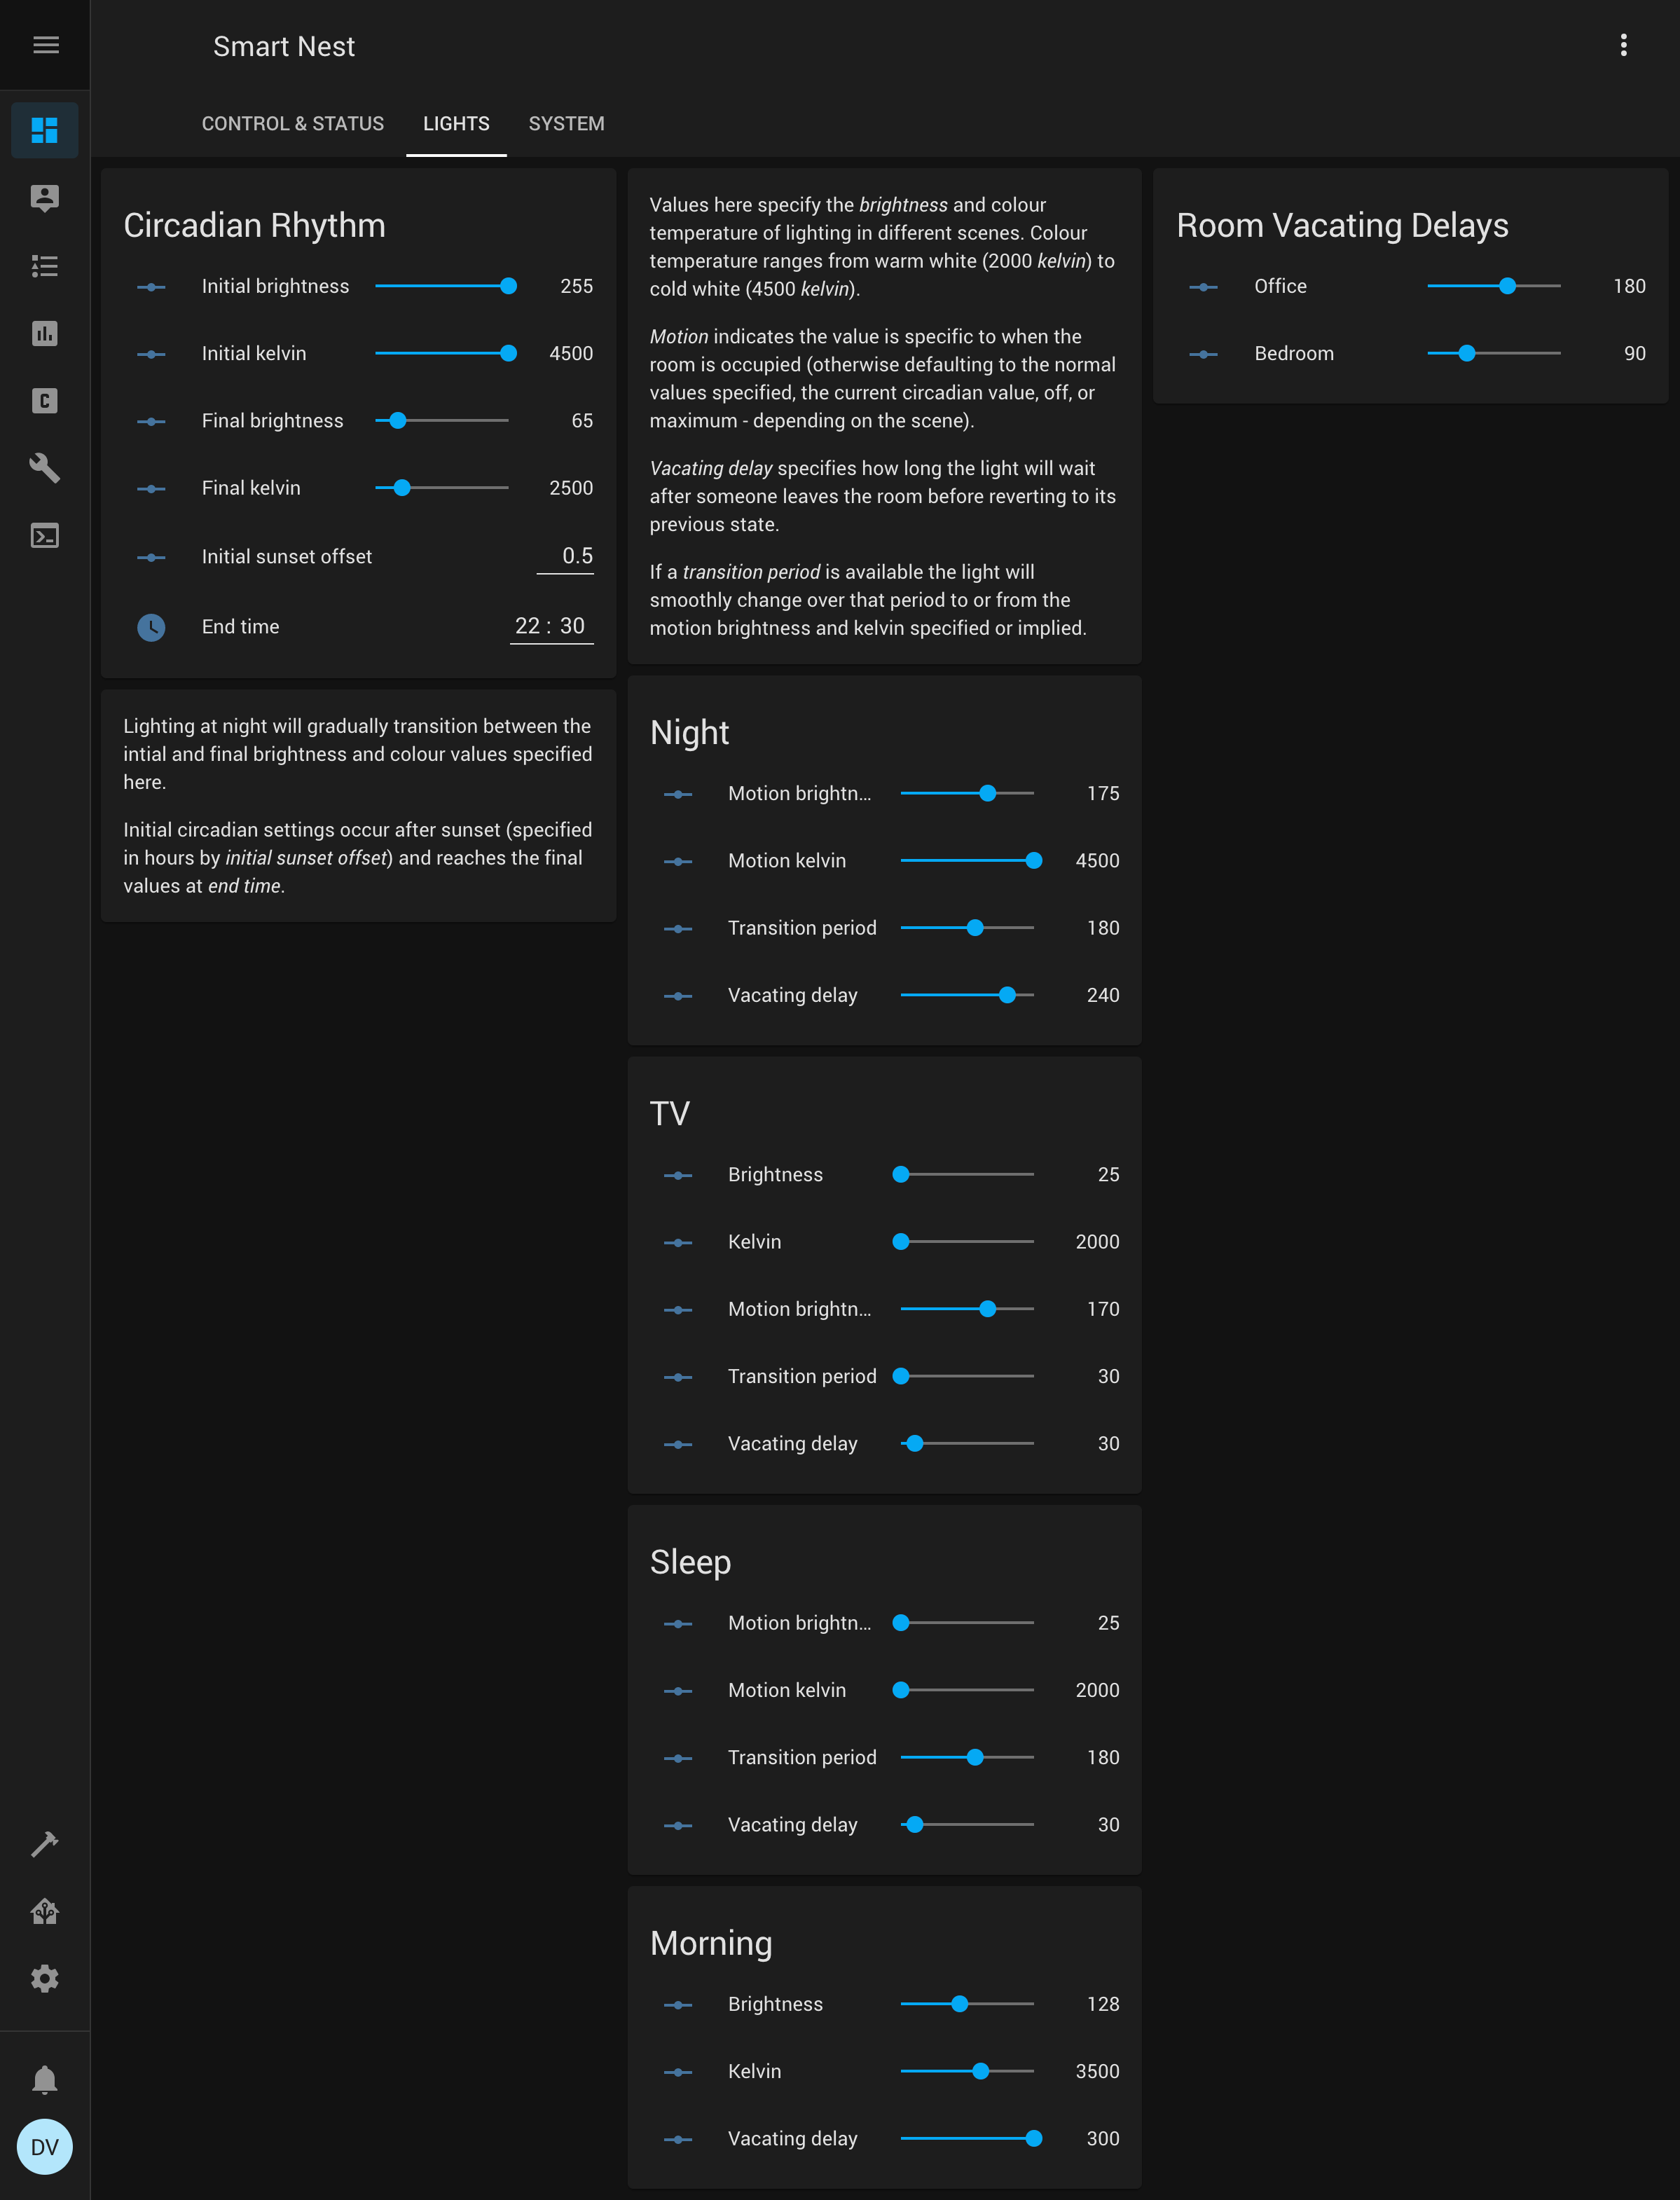 Smart Nest
CONTROL & STATUS
LIGHTS
SYSTEM
Circadian Rhythm
Initial brightness 255
Initial kelvin 4500
Final brightness 65
Final kelvin 2500
Initial sunset offset 0.5
End time 22 : 30
Lighting at night will gradually transition between the
intial and final brightness and colour values specified
here.
Initial circadian settings occur after sunset (specified
in hours by initial sunset offset) and reaches the final
values at end time.
Values here specify the brightness and colour
temperature of lighting in different scenes. Colour
temperature ranges from warm white (2000 kelvin) to
cold white (4500 kelvin).
Motion indicates the value is specific to when the
room is occupied (otherwise defaulting to the normal
values specified, the current circadian value, off, or
maximum - depending on the scene).
Vacating delay specifies how long the light will wait
after someone leaves the room before reverting to its
previous state.
If a transition period is available the light will
smoothly change over that period to or from the
motion brightness and kelvin specified or implied.
Night
Motion brightn... 175
Motion kelvin 4500
Transition period 180
Vacating delay 240
TV
Brightness 25
Kelvin 2000
Motion brightn... 170
Transition period 30
Vacating delay 30
Sleep
Motion brightn... 25
Motion kelvin 2000
Transition period 180
Vacating delay 30
Morning
Brightness 128
Kelvin 3500
Vacating delay 300
Room Vacating Delays
Office 180
Bedroom 90
C
DV